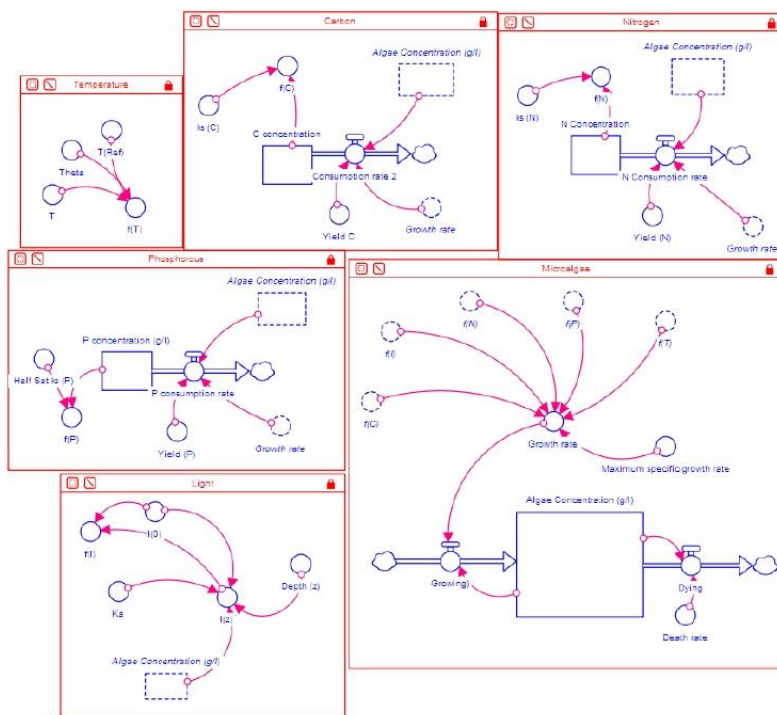 Carbon
Algae Concentration (g/l)
f(C)
ks (C)
C concentration
Consumption rate 2
Yield C
Growth rate
Nitrogen
Algae Concentration (g/l)
f(N)
ks (N)
N Concentration
N Consumption rate
Yield (N)
Growth rate
Temperature
T(Ref)
Theta
T
f(T)
Phosphorous
Algae Concentration (g/l)
P concentration (g/l)
Half Sat ks (P)
P consumption rate
f(P)
Yield (P)
Growth rate
Microalgae
f(N)
f(P)
f(I)
f(T)
f(C)
Growth rate
Maximum specific growth rate
Algae Concentration (g/l)
Growing)
Dying
Death rate
Light
I(0)
f(I)
Depth (z)
Ka
I(z)
Algae Concentration (g/l)